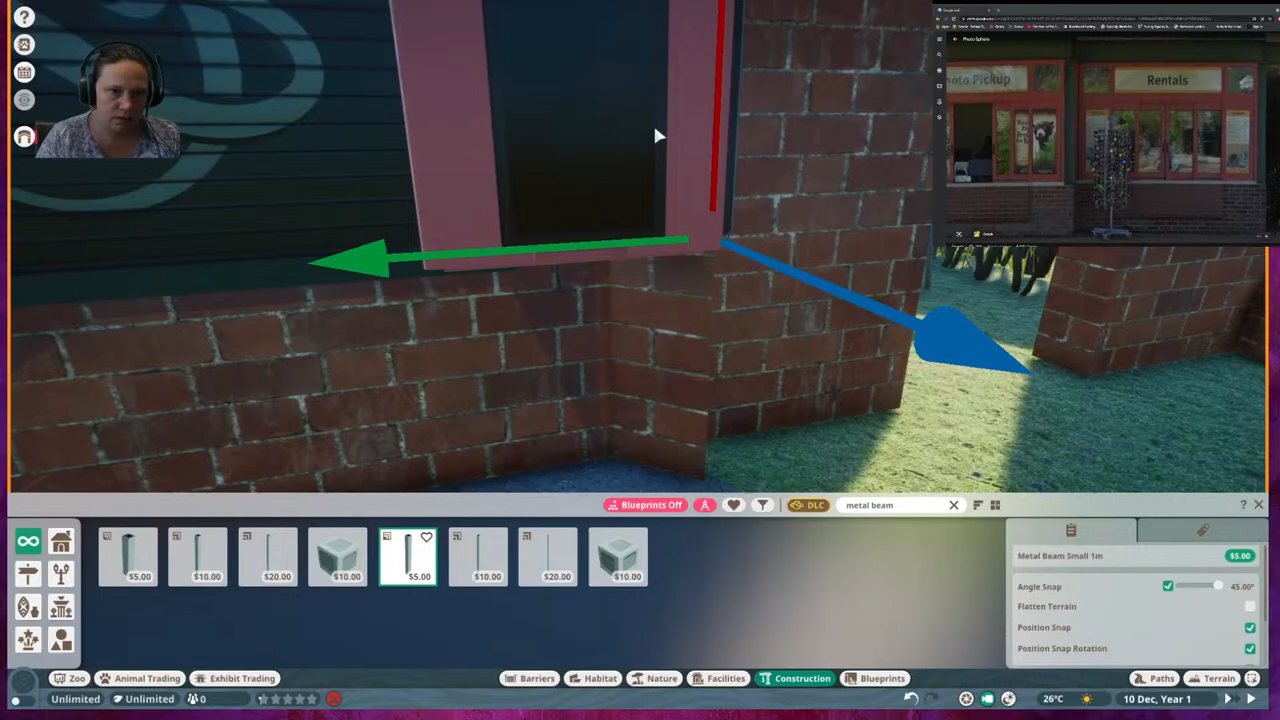 Photo Sphere
hoto Pickup
Rentals
Google
Blueprints Off
DLC
metal beam
?
$5.00
$10.00
$20.00
$10.00
$5.00
$10.00
$20.00
$10.00
Metal Beam Small 1m
$5.00
Angle Snap
45.00°
Flatten Terrain
Position Snap
Position Snap Rotation
Zoo
Animal Trading
Exhibit Trading
Barriers
Habitat
Nature
Facilities
Construction
Blueprints
Paths
Terrain
Unlimited
Unlimited
0
26°C
10 Dec, Year 1